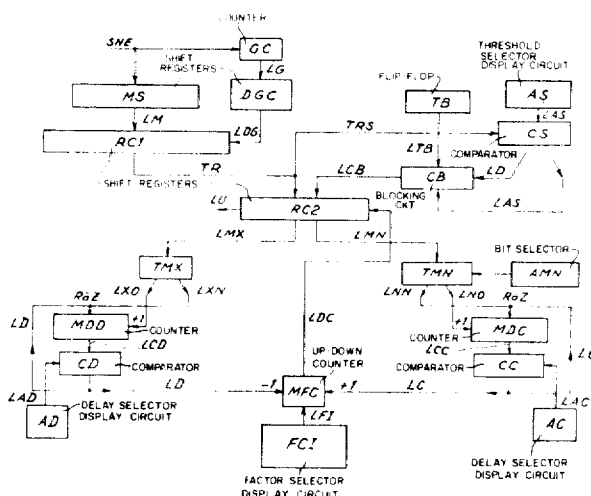 COUNTER
SNE
GC
SHIFT
REGISTERS
LG
MS
DGC
LM
LDG
RC1
SHIFT REGISTERS
TR
TRS
FLIP-FLOP
TB
LTB
THRESHOLD
SELECTOR
DISPLAY CIRCUIT
AS
LAS
CS
COMPARATOR
LCB
CB
LD
BLOCKING
CKT
LAS
LU
RC2
LMX
LMN
TMX
LXO
LXN
TMN
BIT SELECTOR
AMN
LNN
LNO
RaZ
RaZ
LD
MDD
+1
COUNTER
LCD
CD
COMPARATOR
LAD
LD
AD
DELAY SELECTOR
DISPLAY CIRCUIT
LDC
UP-DOWN
COUNTER
-1
MFC
+1
LC
LFI
FCI
FACTOR SELECTOR
DISPLAY CIRCUIT
+1
MDC
COUNTER
LCC
COMPARATOR
CC
LAC
AC
DELAY SELECTOR
DISPLAY CIRCUIT